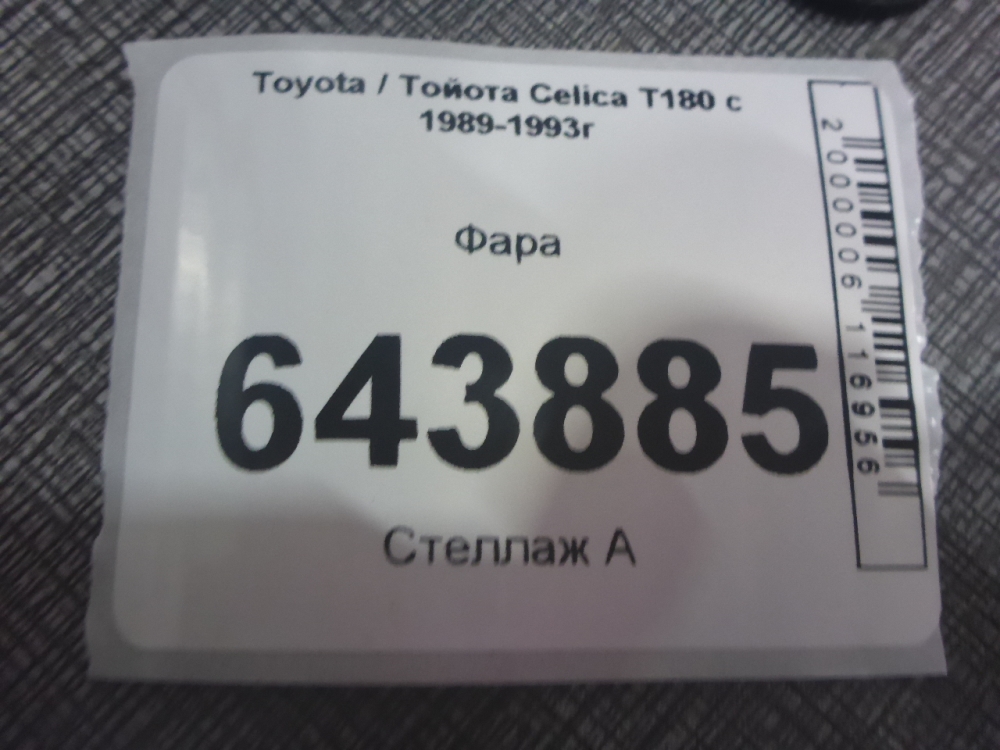 Toyota / Тойота Celica T180 с
1989-1993г
Фара
643885
Стеллаж А
2000006116956